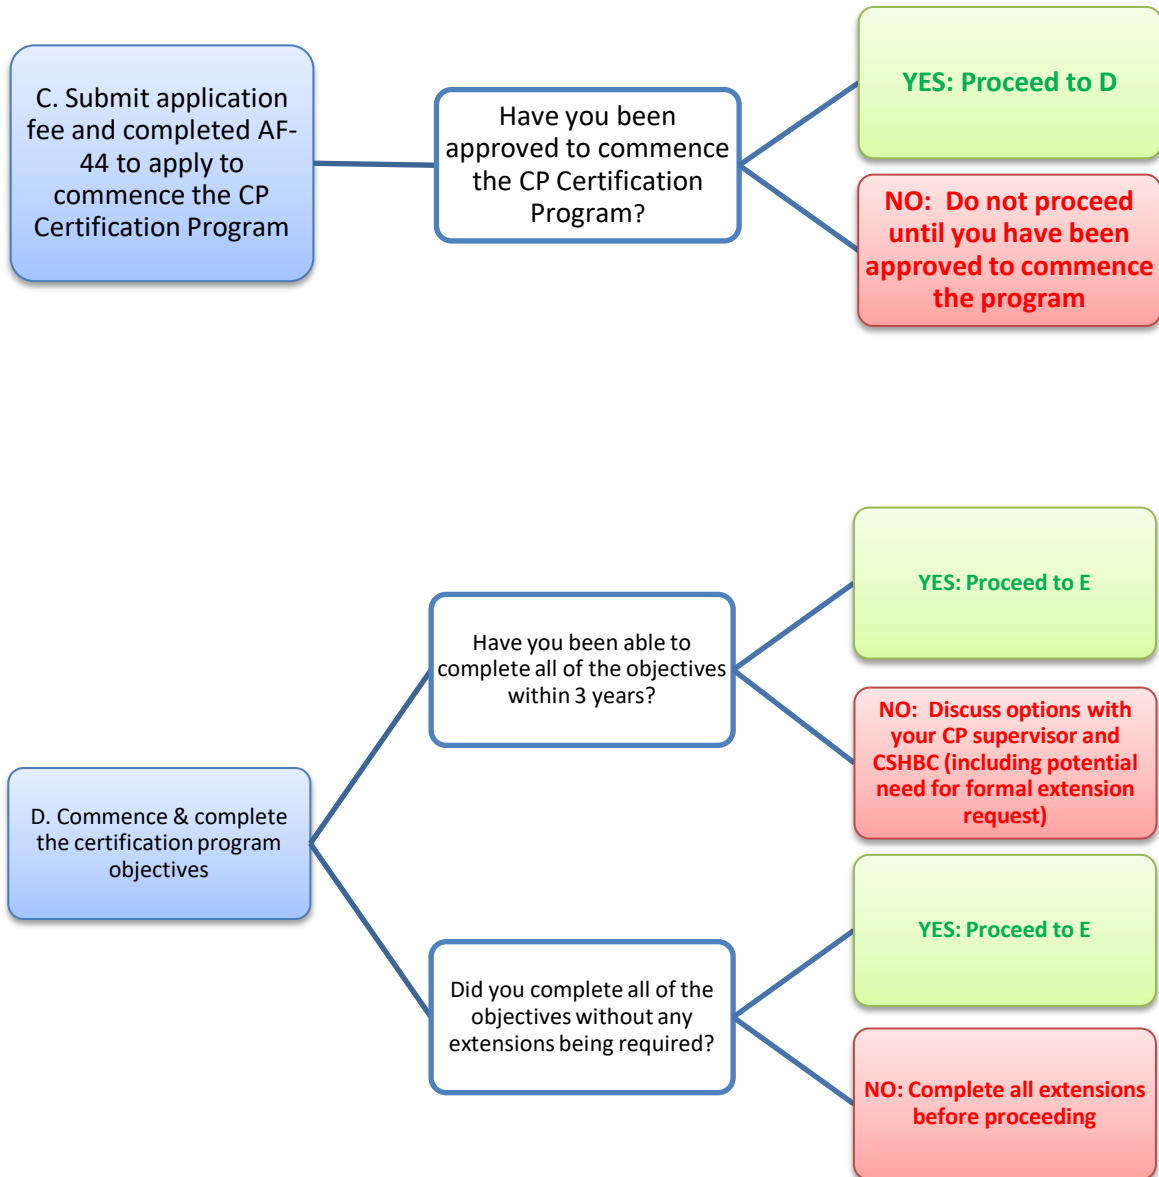 C. Submit application
fee and completed AF-
44 to apply to
commence the CP
Certification Program
Have you been
approved to commence
the CP Certification
Program?
YES: Proceed to D
NO:  Do not proceed
until you have been
approved to commence
the program
D. Commence & complete
the certification program
objectives
Have you been able to
complete all of the objectives
within 3 years?
YES: Proceed to E
NO:  Discuss options with
your CP supervisor and
CSHBC (including potential
need for formal extension
request)
Did you complete all of the
objectives without any
extensions being required?
YES: Proceed to E
NO: Complete all extensions
before proceeding